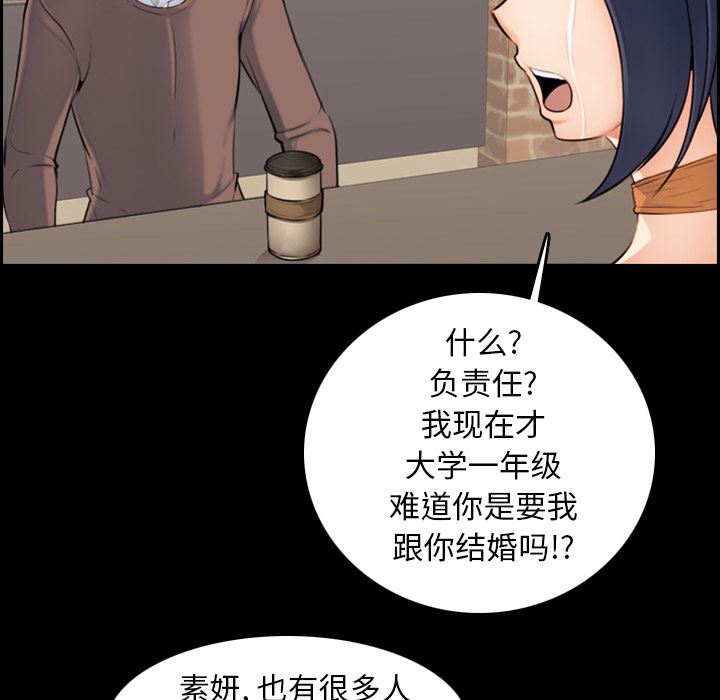 什么?
负责任?
我现在才
大学一年级
难道你是要我
跟你结婚吗!?
素妍,也有很多人